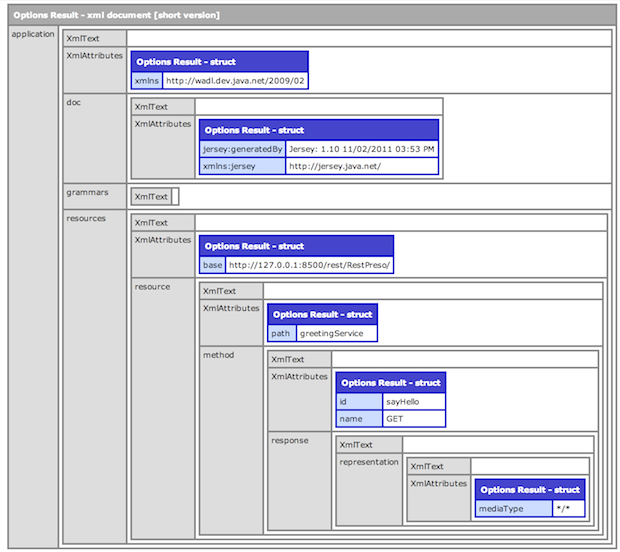 Options Result - xml document [short version]
application
XmlText
XmlAttributes
Options Result - struct
xmlns http://wadl.dev.java.net/2009/02
doc
XmlText
XmlAttributes
Options Result - struct
jersey:generatedBy Jersey: 1.10 11/02/2011 03:53 PM
xmlns:jersey http://jersey.java.net/
grammars
XmlText
resources
XmlText
XmlAttributes
Options Result - struct
base http://127.0.0.1:8500/rest/RestPreso/
resource
XmlText
XmlAttributes
Options Result - struct
path greetingService
method
XmlText
XmlAttributes
Options Result - struct
id sayHello
name GET
response
XmlText
representation
XmlText
XmlAttributes
Options Result - struct
mediaType */*